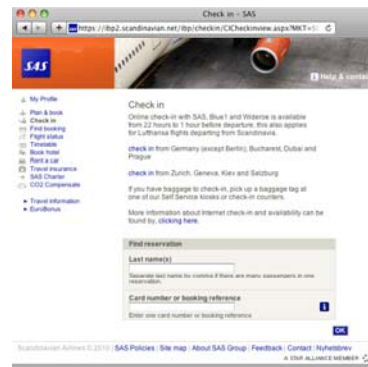 Check in - SAS
https://ibp2.scandinavian.net/ibp/checkin/CICheckinview.aspx?MKT=
SAS
Help & contact
My Profile
Plan & book
Check in
Find booking
Flight status
Timetable
Book hotel
Rent a car
Travel insurance
SAS Charter
CO2 Compensate
Travel information
EuroBonus
Check in
Online check-in with SAS, Blue1 and Wideroe is available
from 22 hours to 1 hour before departure, this also applies
for Lufthansa flights departing from Scandinavia.
check in from Germany (except Berlin), Bucharest, Dubai and
Prague
check in from Zurich, Geneva, Kiev and Salzburg
If you have baggage to check-in, pick up a baggage tag at
one of our Self Service kiosks or check-in counters.
More information about Internet check-in and availability can be
found by, clicking here.
Find reservation
Last name(s)
Separate last name by comma if there are many passengers in one
reservation.
Card number or booking reference
i
Enter one card number or booking reference
OK
Scandinavian Airlines © 2010 | SAS Policies | Site map | About SAS Group | Feedback | Contact | Nyhetsbrev
A STAR ALLIANCE MEMBER